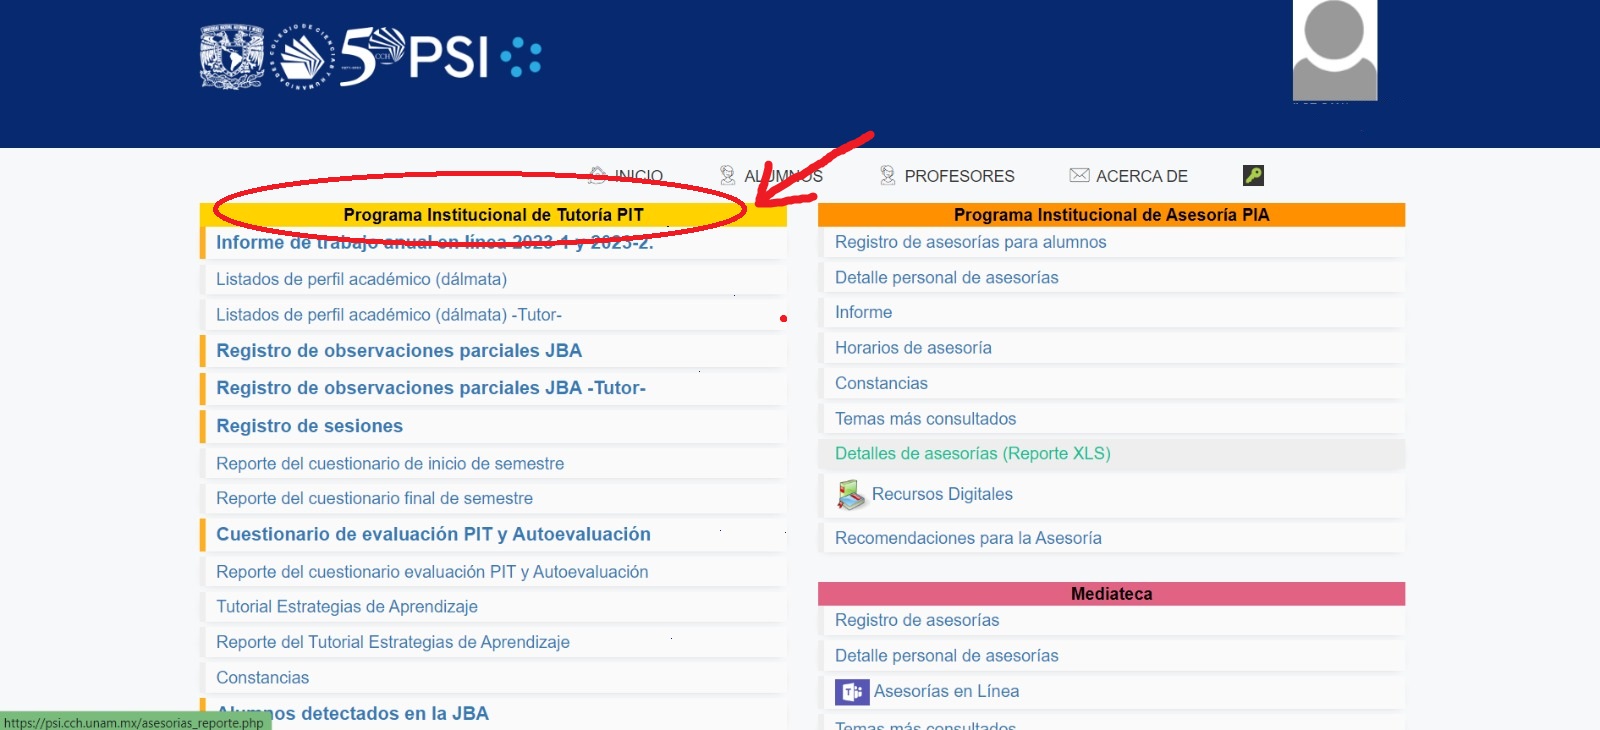 5O PSI
CCH
INICIO
ALUMNOS
PROFESORES
ACERCA DE
Programa Institucional de Tutoría PIT
Informe de trabajo anual en línea 2023-1 y 2023-2.
Listados de perfil académico (dálmata)
Listados de perfil académico (dálmata) -Tutor-
Registro de observaciones parciales JBA
Registro de observaciones parciales JBA -Tutor-
Registro de sesiones
Reporte del cuestionario de inicio de semestre
Reporte del cuestionario final de semestre
Cuestionario de evaluación PIT y Autoevaluación
Reporte del cuestionario evaluación PIT y Autoevaluación
Tutorial Estrategias de Aprendizaje
Reporte del Tutorial Estrategias de Aprendizaje
Constancias
Alumnos detectados en la JBA
Programa Institucional de Asesoría PIA
Registro de asesorías para alumnos
Detalle personal de asesorías
Informe
Horarios de asesoría
Constancias
Temas más consultados
Detalles de asesorías (Reporte XLS)
Recursos Digitales
Recomendaciones para la Asesoría
Mediateca
Registro de asesorías
Detalle personal de asesorías
Asesorías en Línea
Temas más consultados
https://psi.cch.unam.mx/asesorias_reporte.php